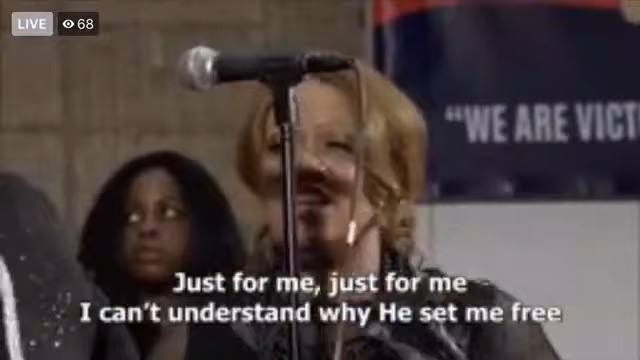 LIVE 68
"WE ARE VICT
Just for me, just for me
I can't understand why He set me free